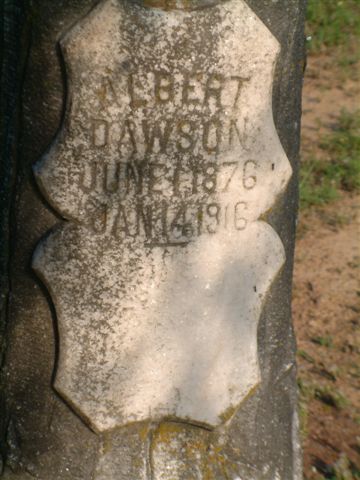 ALBERT
DAWSON
JUNE 1 1876
JAN 14, 1916